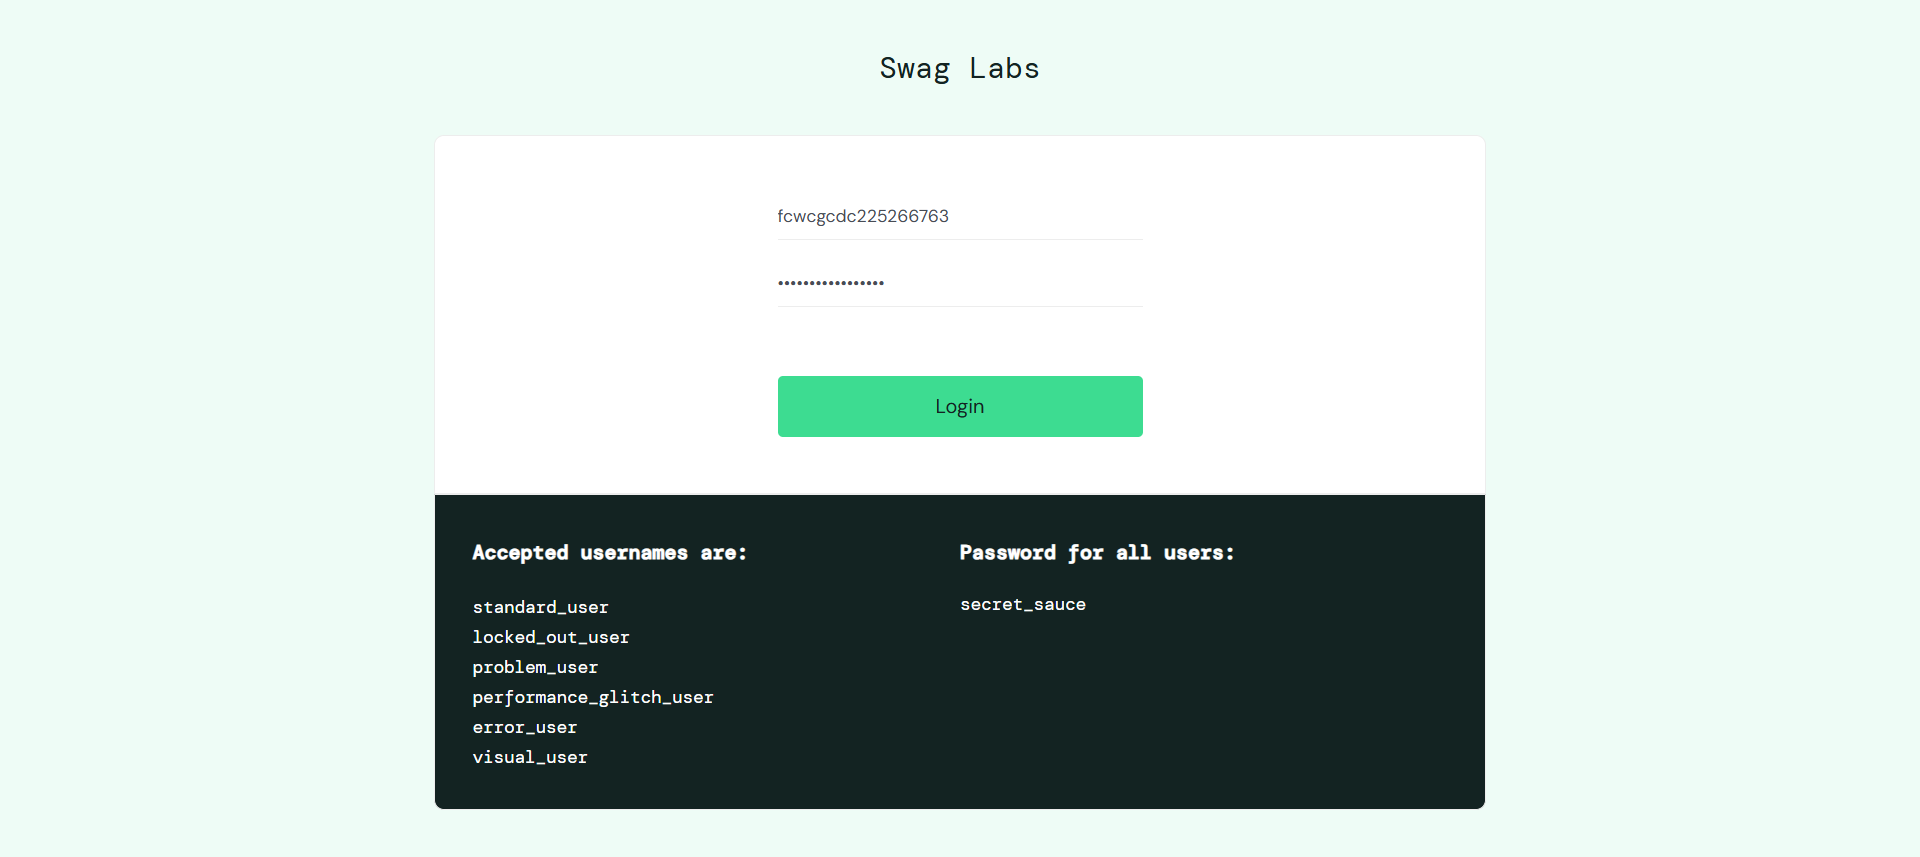 Swag Labs
fcwcgcdc225266763
•••••••••••••••••
Login
Accepted usernames are:
standard_user
locked_out_user
problem_user
performance_glitch_user
error_user
visual_user
Password for all users:
secret_sauce